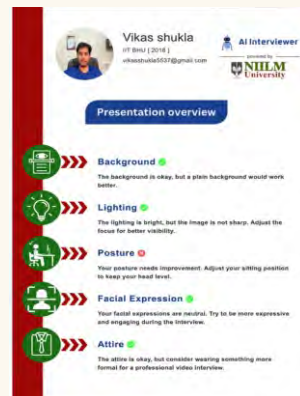 Vikas shukla
IIT BHU | 2018 |
vikasshukla5037@gmail.com
AI Interviewer
powered by
NIILM
University
Presentation overview
Background
The background is okay, but a plain background would work
better.
Lighting
The lighting is bright, but the image is not sharp. Adjust the
focus for better visibility.
Posture
Your posture needs improvement. Adjust your sitting position
to keep your head level.
Facial Expression
Your facial expressions are neutral. Try to be more expressive
and engaging during the interview.
Attire
The attire is okay, but consider wearing something more
formal for a professional video interview.